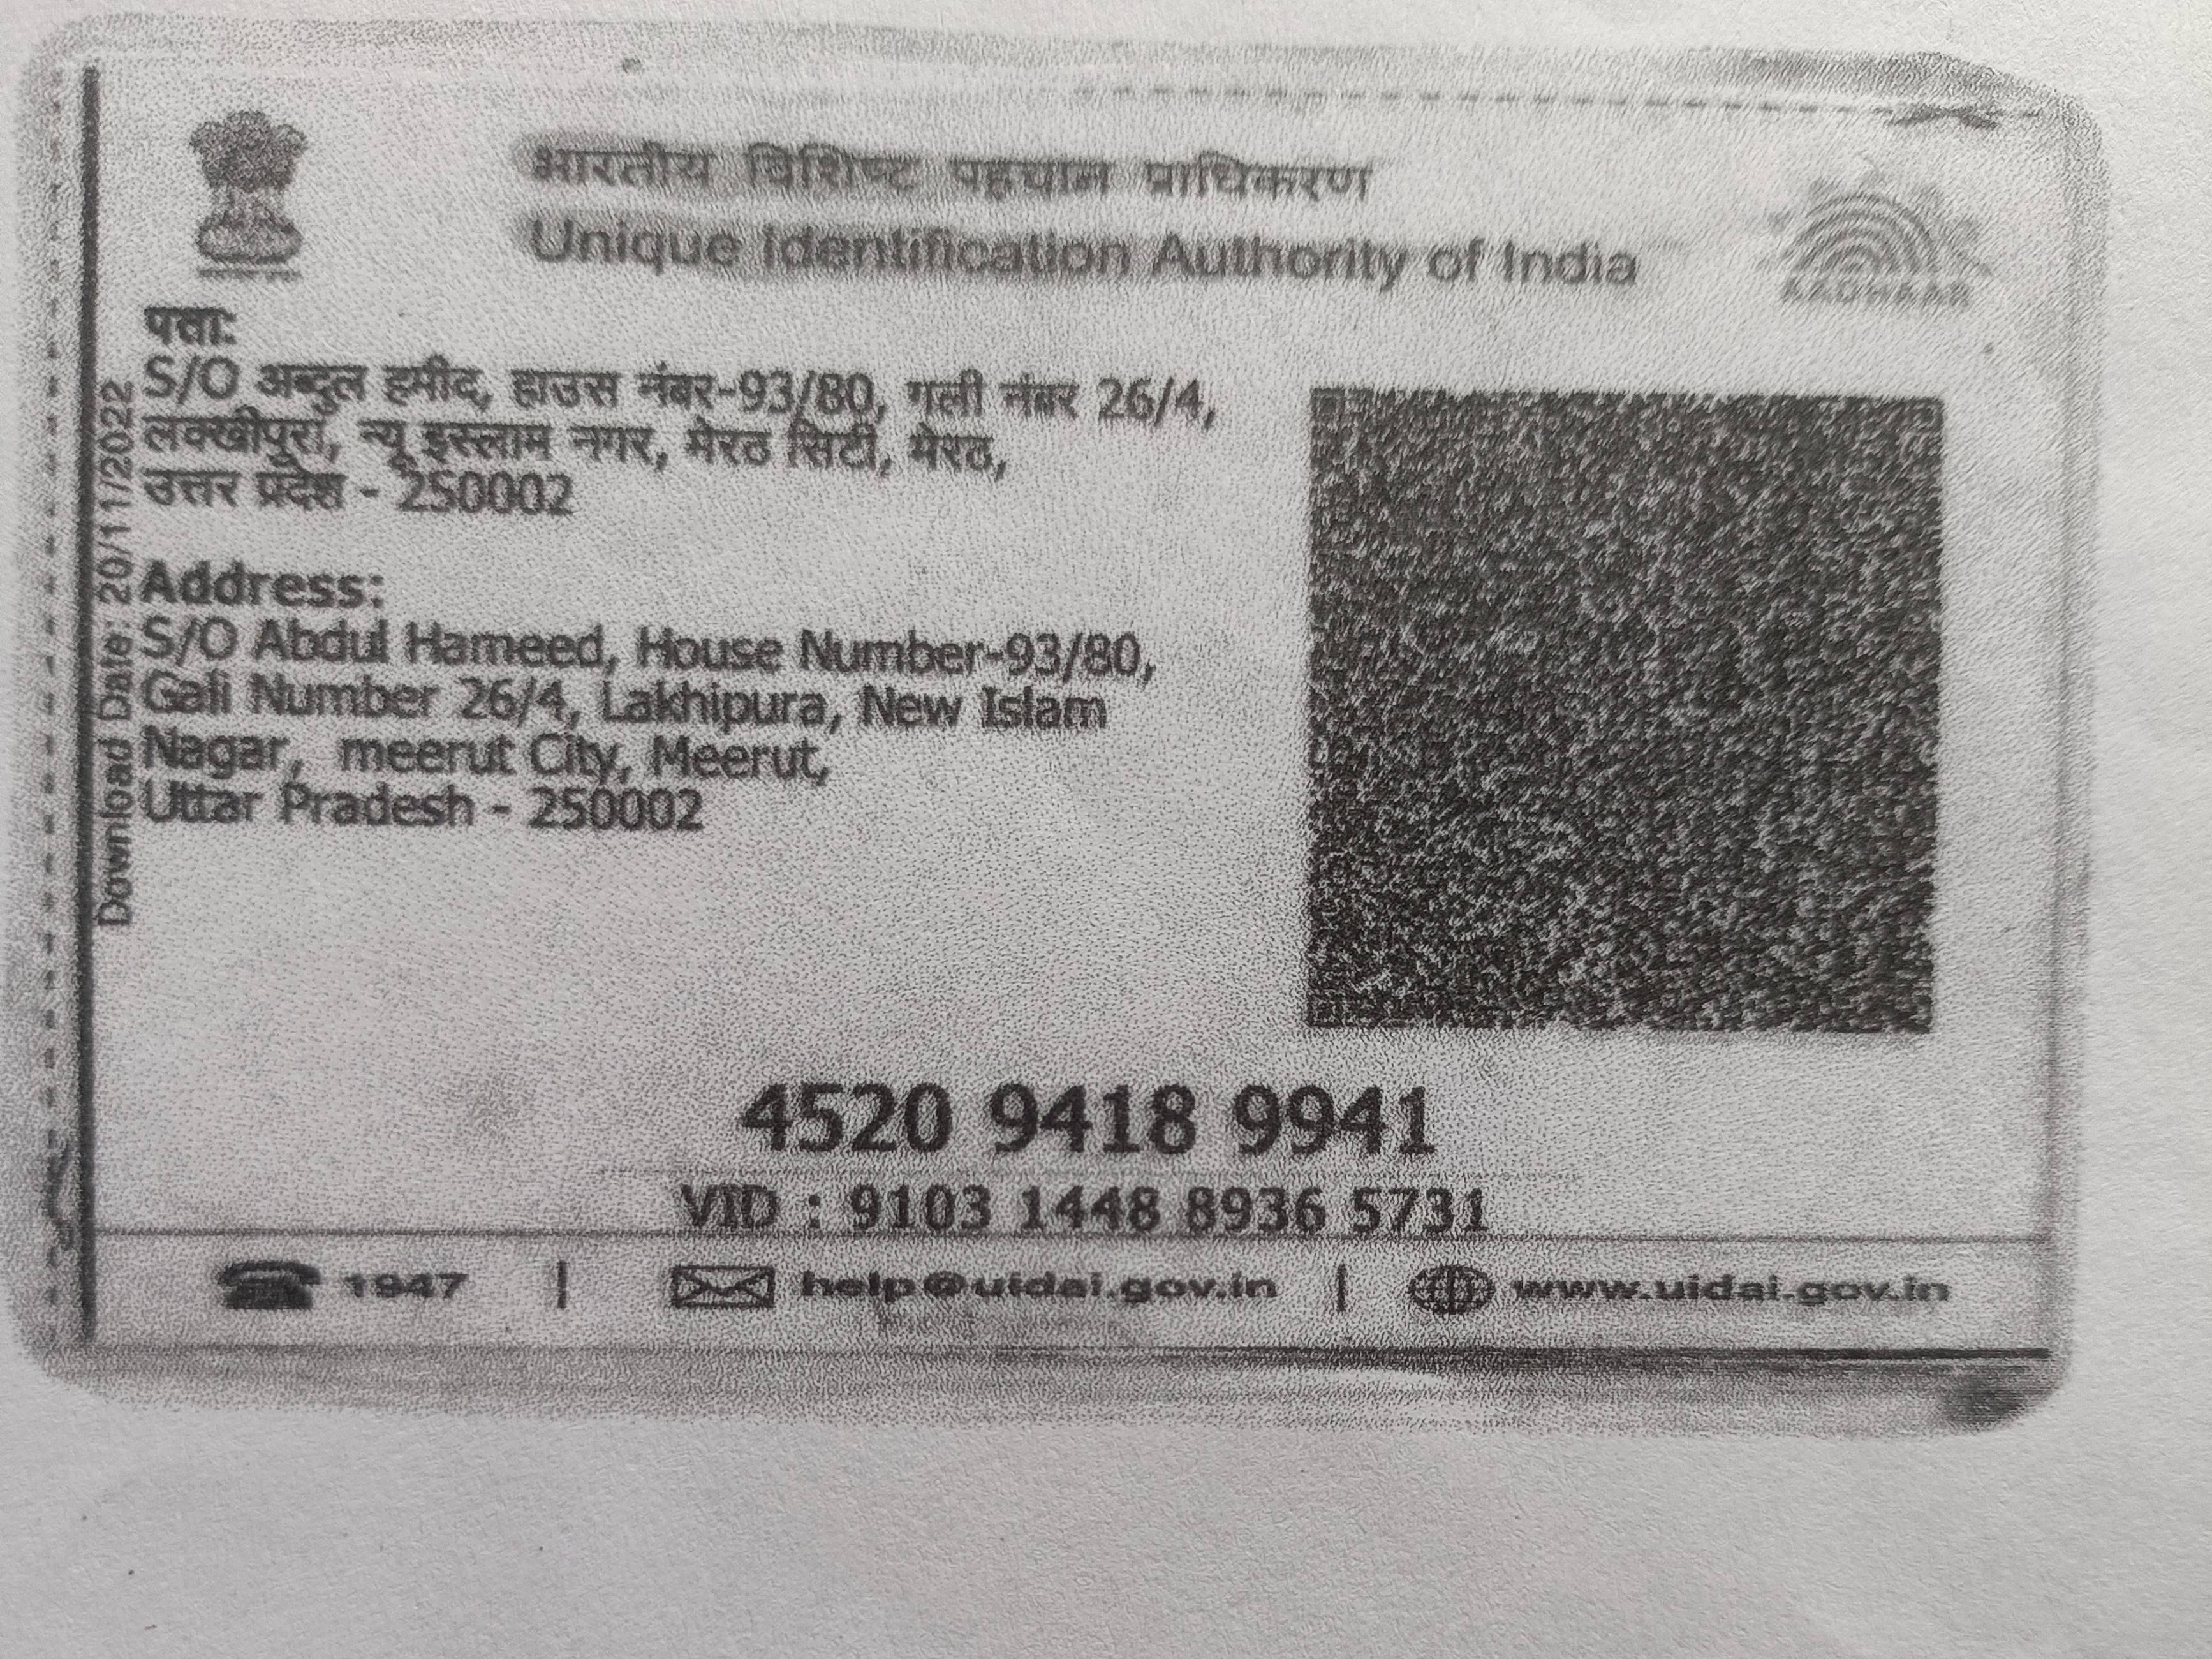 भारतीय विशिष्ट पहचान प्राधिकरण
Unique Identification Authority of India
AADHAAR
पता:
S/O अब्दुल हमीद, हाउस नंबर-93/80, गली नंबर 26/4,
लक्खीपुरा, न्यू इस्लाम नगर, मेरठ सिटी, मेरठ,
उत्तर प्रदेश - 250002
Address:
S/O Abdul Hameed, House Number-93/80,
Gali Number 26/4, Lakhipura, New Islam
Nagar, meerut City, Meerut,
Uttar Pradesh - 250002
Download Date: 20/11/2022
4520 9418 9941
VID : 9103 1448 8936 5731
1947 | help@uidai.gov.in | www.uidai.gov.in